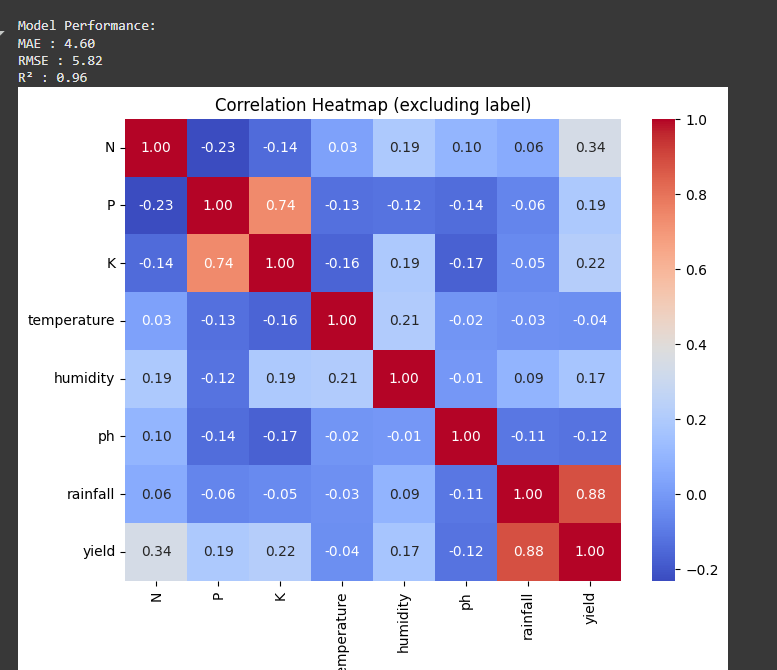 Model Performance:
MAE : 4.60
RMSE : 5.82
R² : 0.96
Correlation Heatmap (excluding label)
N 1.00 -0.23 -0.14 0.03 0.19 0.10 0.06 0.34
P -0.23 1.00 0.74 -0.13 -0.12 -0.14 -0.06 0.19
K -0.14 0.74 1.00 -0.16 0.19 -0.17 -0.05 0.22
temperature 0.03 -0.13 -0.16 1.00 0.21 -0.02 -0.03 -0.04
humidity 0.19 -0.12 0.19 0.21 1.00 -0.01 0.09 0.17
ph 0.10 -0.14 -0.17 -0.02 -0.01 1.00 -0.11 -0.12
rainfall 0.06 -0.06 -0.05 -0.03 0.09 -0.11 1.00 0.88
yield 0.34 0.19 0.22 -0.04 0.17 -0.12 0.88 1.00
N P K emperature humidity ph rainfall yield
1.0
0.8
0.6
0.4
0.2
0.0
−0.2